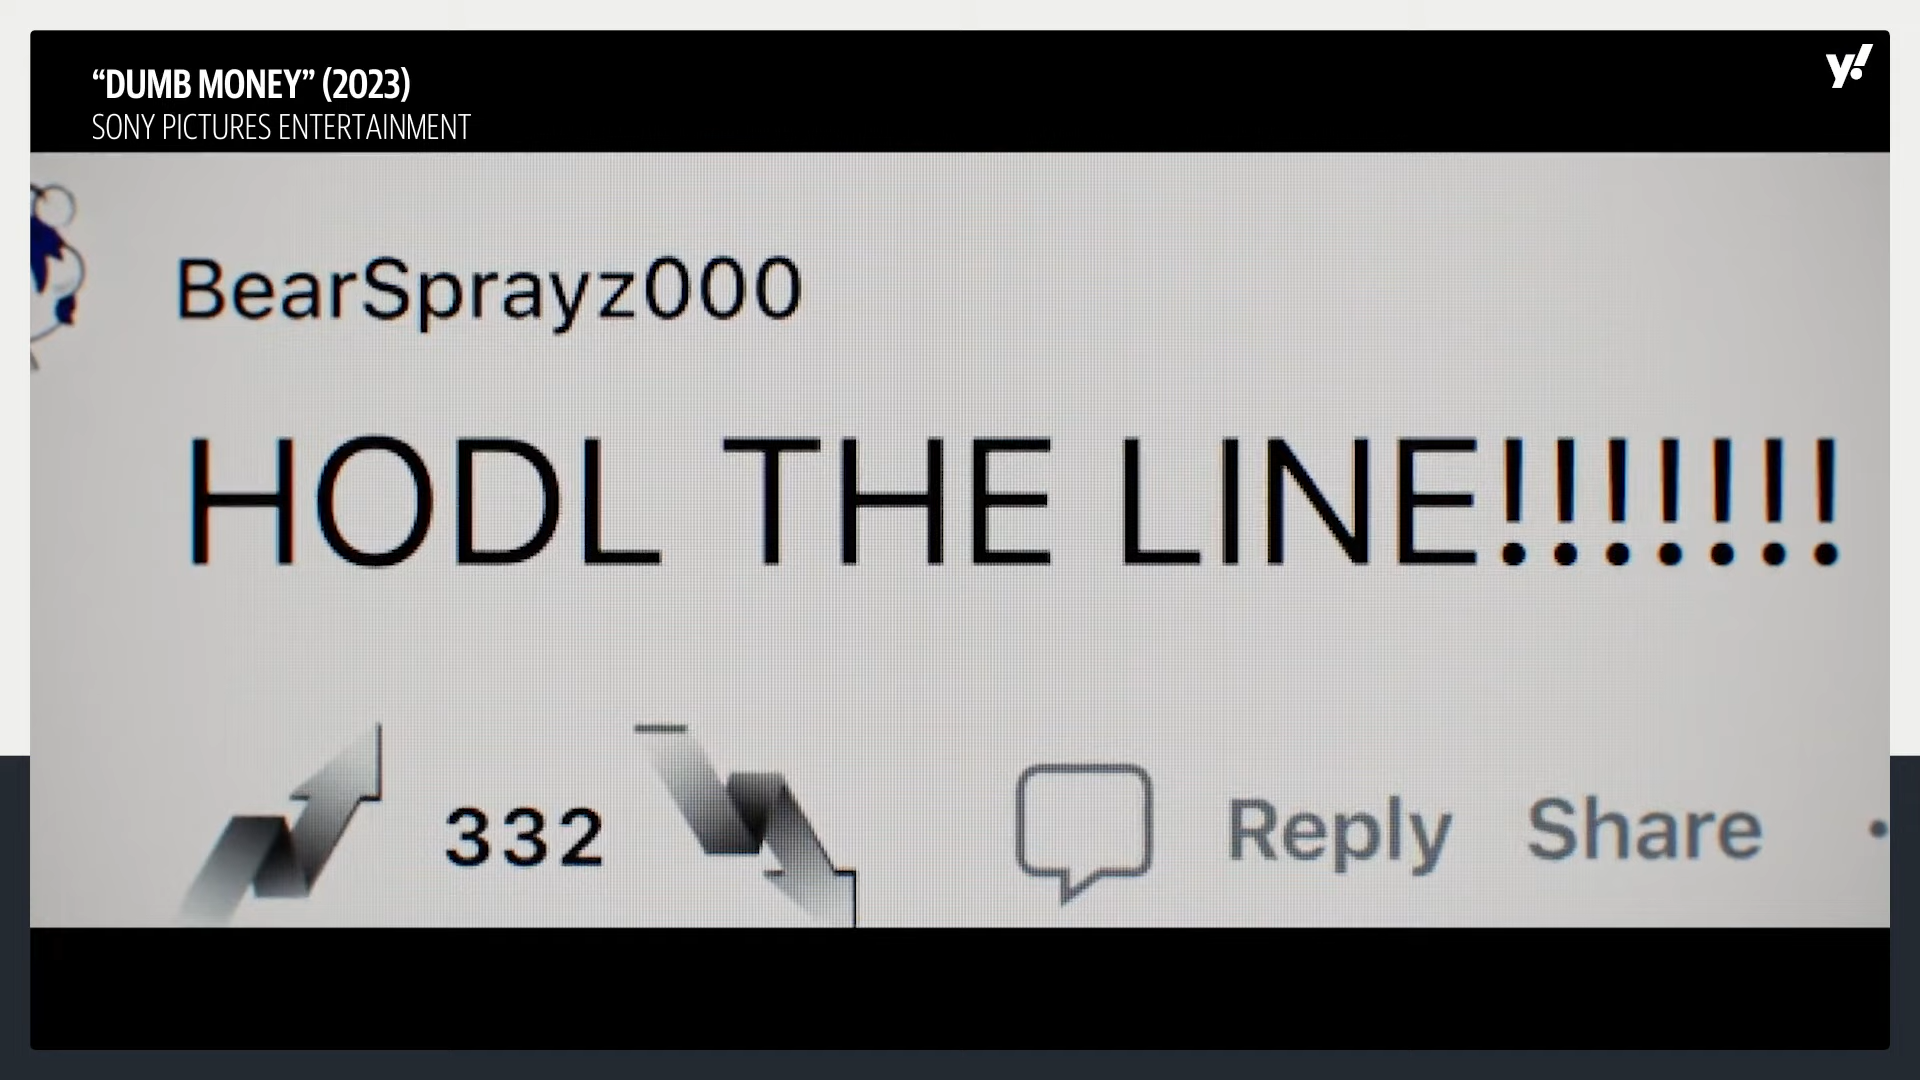 “DUMB MONEY” (2023)
SONY PICTURES ENTERTAINMENT
y!
BearSprayz000
HODL THE LINE!!!!!!!
332 Reply Share